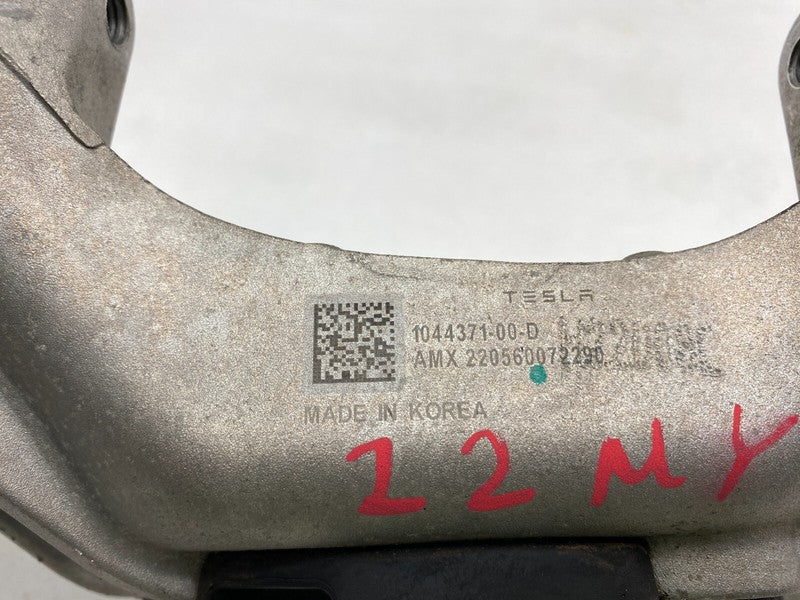 TESLA
1044371-00-D
AMX 220560072290
MADE IN KOREA
22 MY